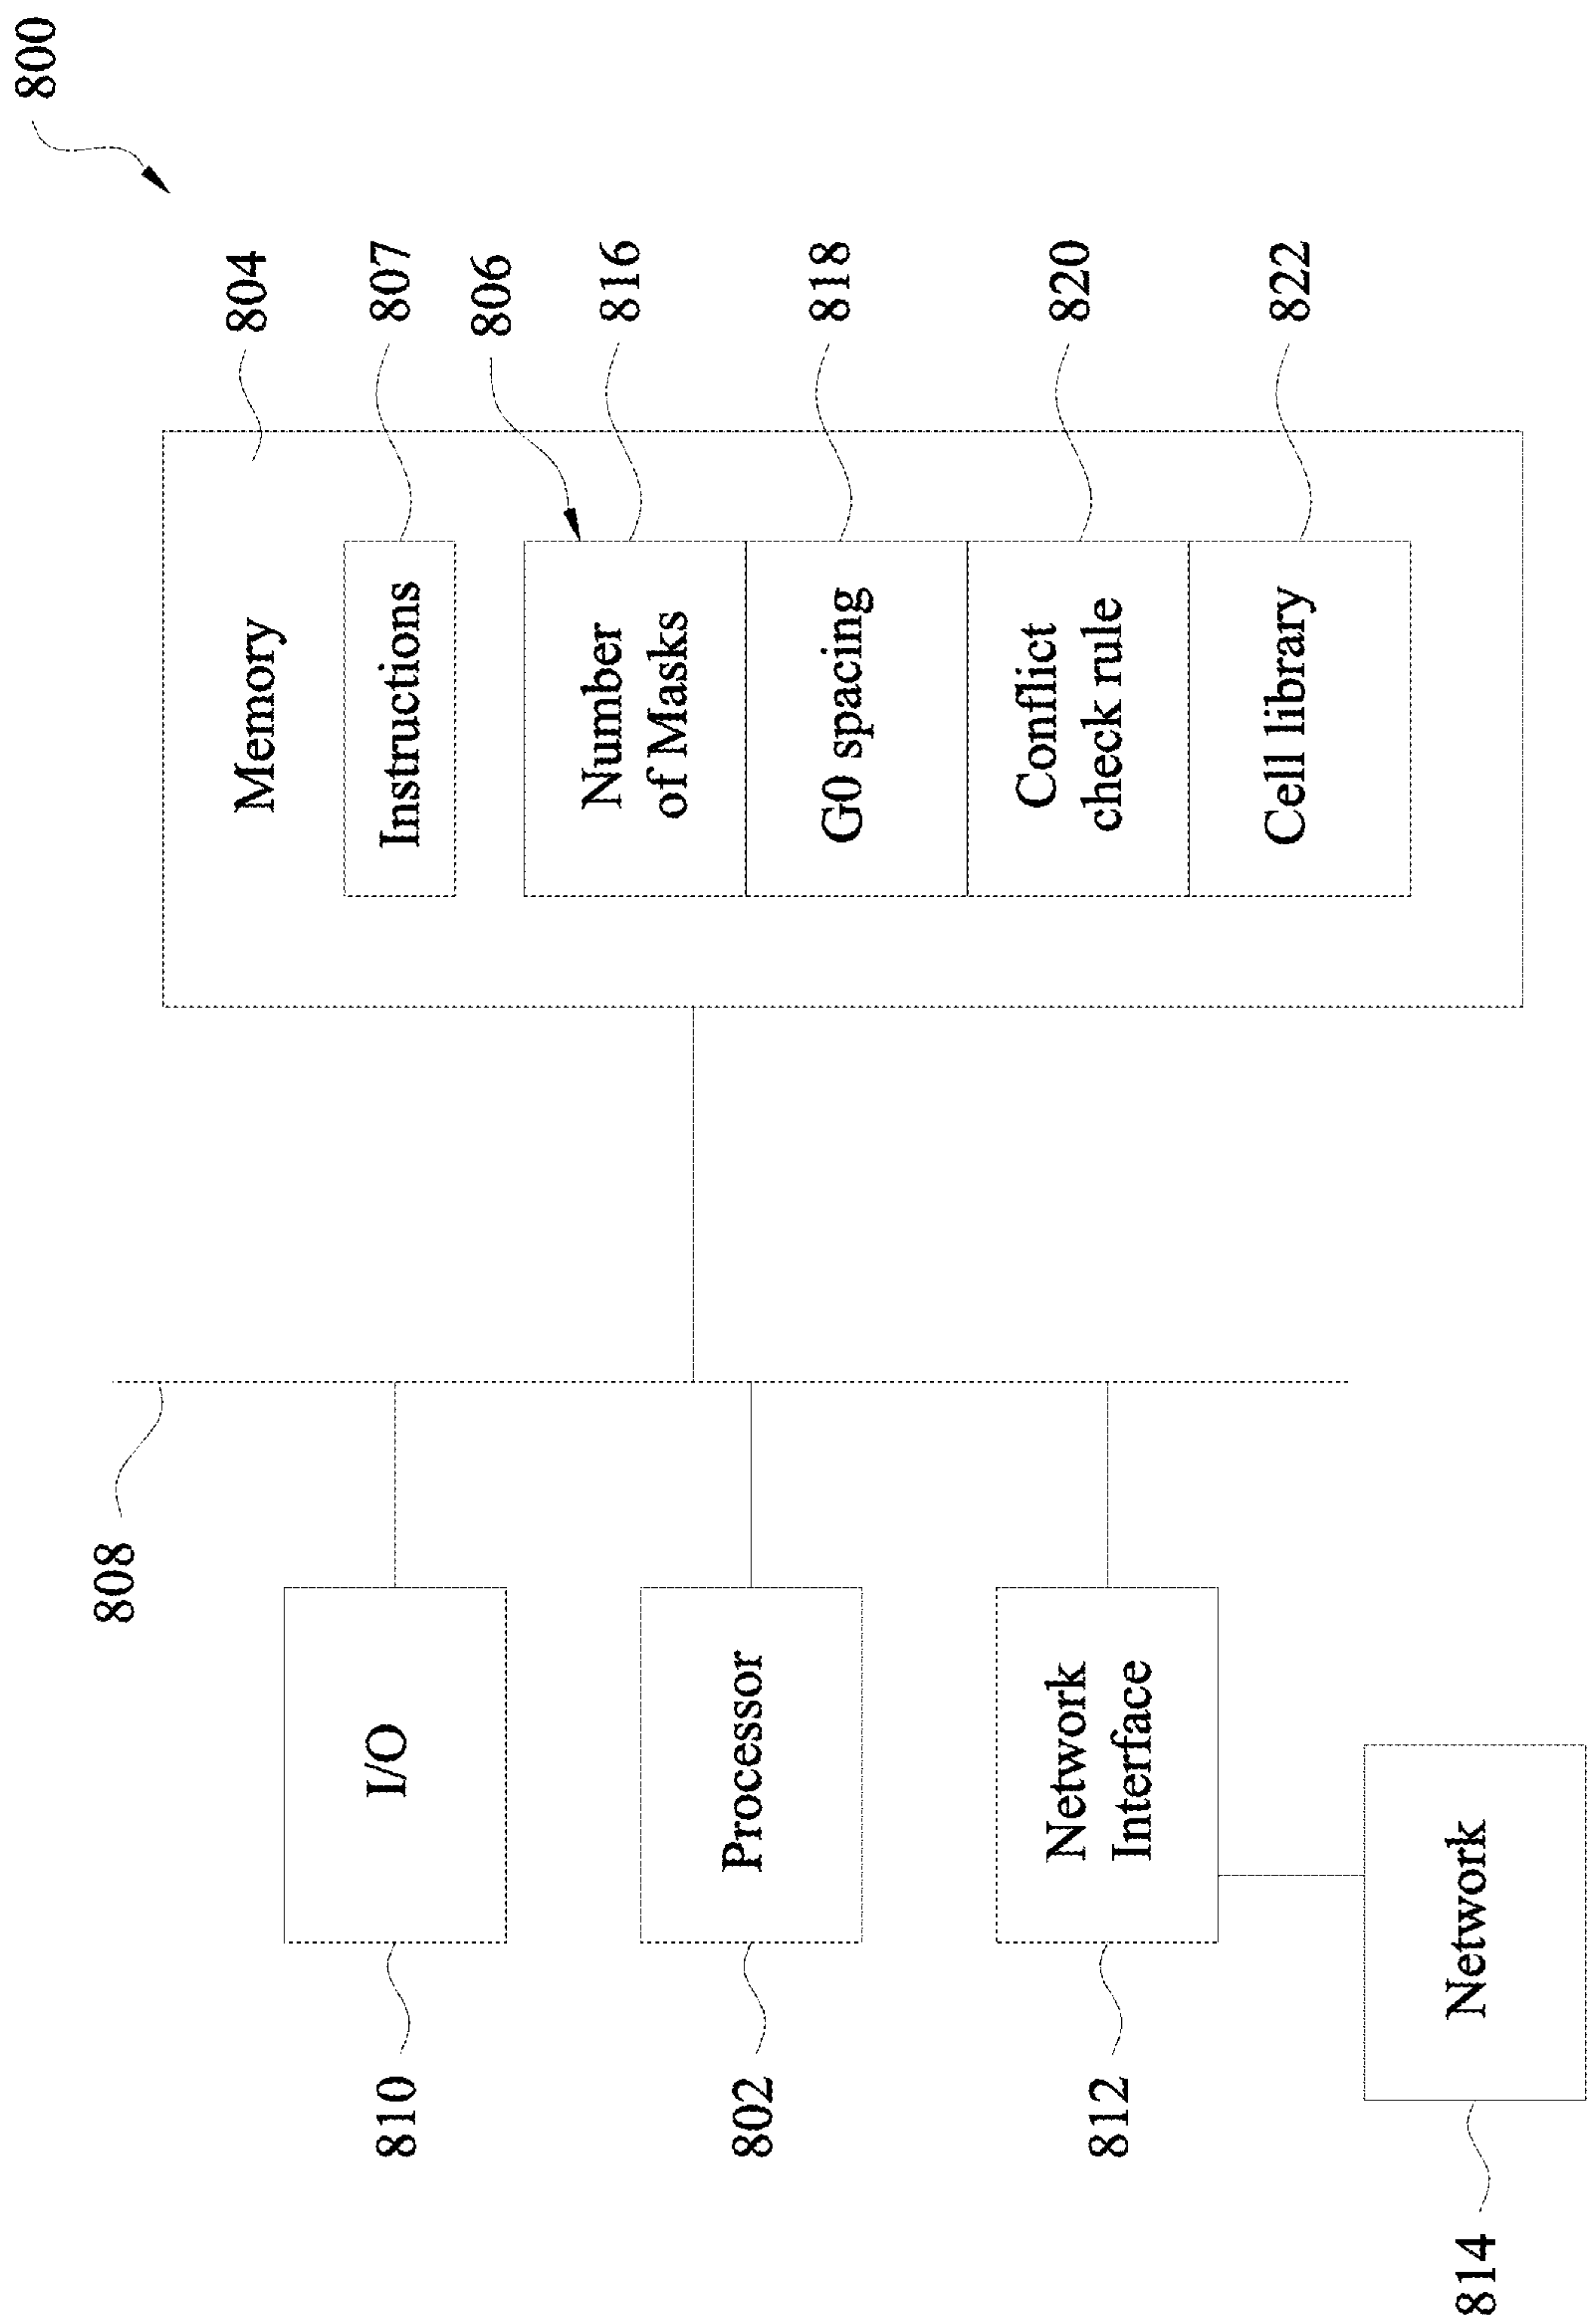 800
804
807
806
816
818
820
822
Memory
Instructions
Number
of Masks
G0 spacing
Conflict
check rule
Cell library
808
I/O
Processor
Network
Interface
Network
810
802
812
814